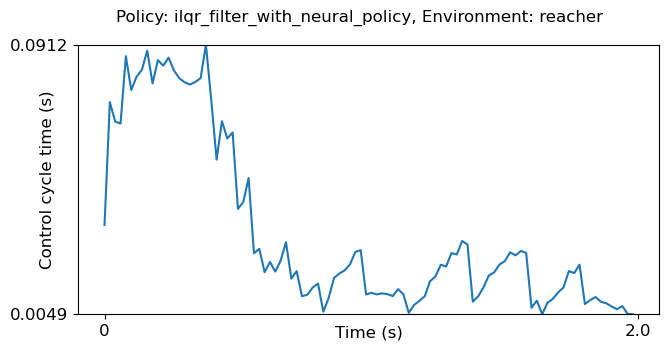 Policy: ilqr_filter_with_neural_policy, Environment: reacher
0.0912
Control cycle time (s)
0.0049
0
Time (s)
2.0